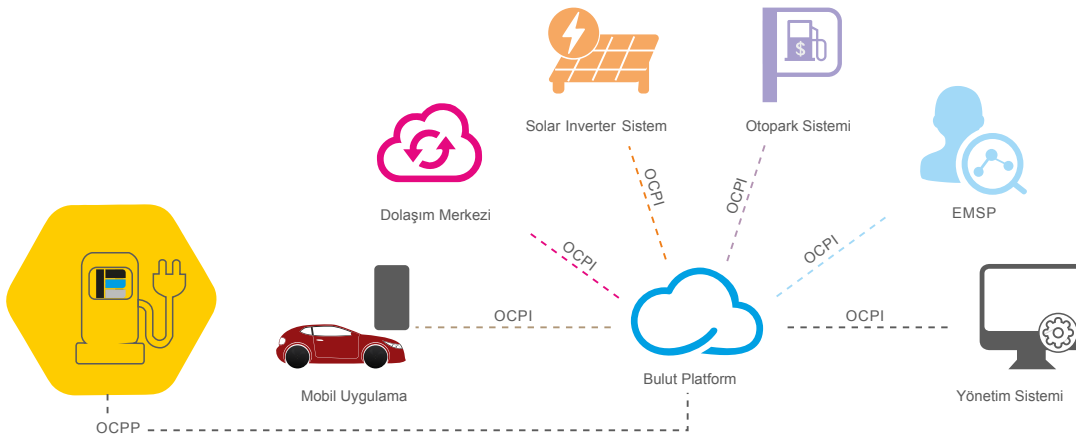 Solar Inverter Sistem
Otopark Sistemi
$
OCPI
OCPI
Dolaşım Merkezi
EMSP
OCPI
OCPI
OCPI
OCPI
Bulut Platform
Mobil Uygulama
Yönetim Sistemi
OCPP